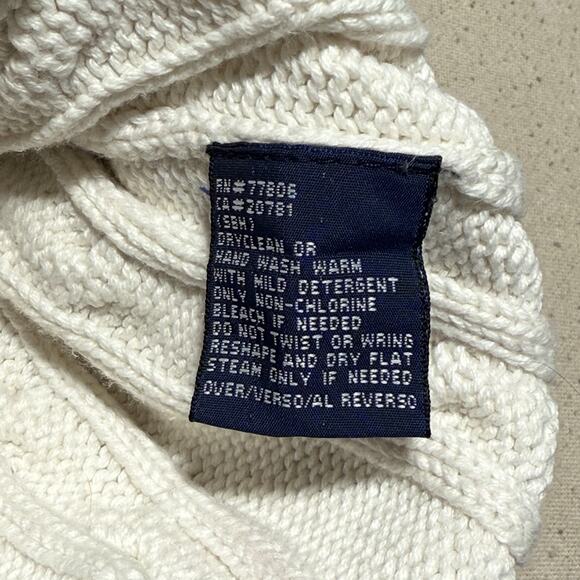 RN#77806
CA#20781
(SBH)
DRYCLEAN OR
HAND WASH WARM
WITH MILD DETERGENT
ONLY NON-CHLORINE
BLEACH IF NEEDED
DO NOT TWIST OR WRING
RESHAPE AND DRY FLAT
STEAM ONLY IF NEEDED
OVER/VERSO/AL REVERSO